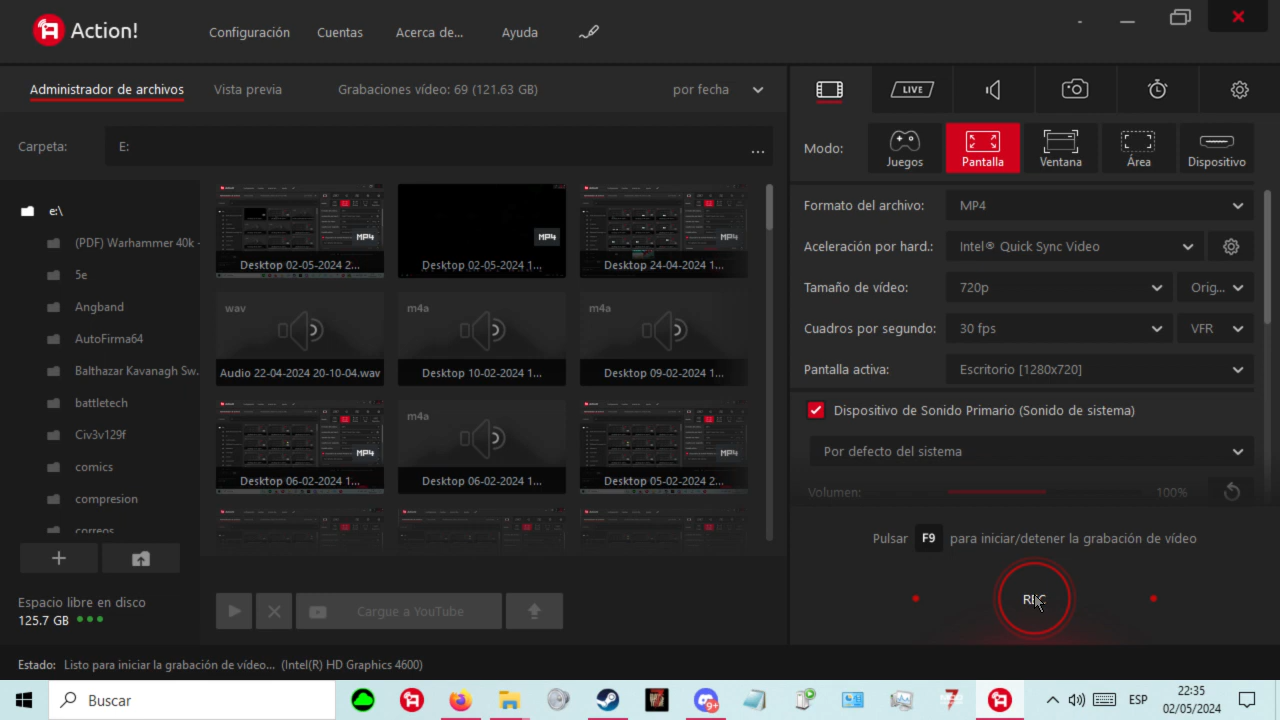 Action!
Configuración
Cuentas
Acerca de...
Ayuda
Administrador de archivos
Vista previa
Grabaciones vídeo: 69 (121.63 GB)
por fecha
LIVE
Carpeta:
E:
...
Modo:
Juegos
Pantalla
Ventana
Área
Dispositivo
e:\
(PDF) Warhammer 40k -
5e
Angband
AutoFirma64
Balthazar Kavanagh Sw.
battletech
Civ3v129f
comics
compresion
correos
MP4
Desktop 02-05-2024 2...
MP4
Desktop 02-05-2024 1...
MP4
Desktop 24-04-2024 1...
wav
Audio 22-04-2024 20-10-04.wav
m4a
Desktop 10-02-2024 1...
m4a
Desktop 09-02-2024 1...
MP4
Desktop 06-02-2024 1...
m4a
Desktop 06-02-2024 1...
MP4
Desktop 05-02-2024 2...
Formato del archivo:
MP4
Aceleración por hard.:
Intel® Quick Sync Video
Tamaño de vídeo:
720p
Orig...
Cuadros por segundo:
30 fps
VFR
Pantalla activa:
Escritorio [1280x720]
Dispositivo de Sonido Primario (Sonido de sistema)
Por defecto del sistema
Volumen:
100%
Pulsar F9 para iniciar/detener la grabación de vídeo
REC
Espacio libre en disco
125.7 GB
Cargue a YouTube
Estado: Listo para iniciar la grabación de vídeo... (Intel(R) HD Graphics 4600)
Buscar
9+
7
ESP
22:35
02/05/2024